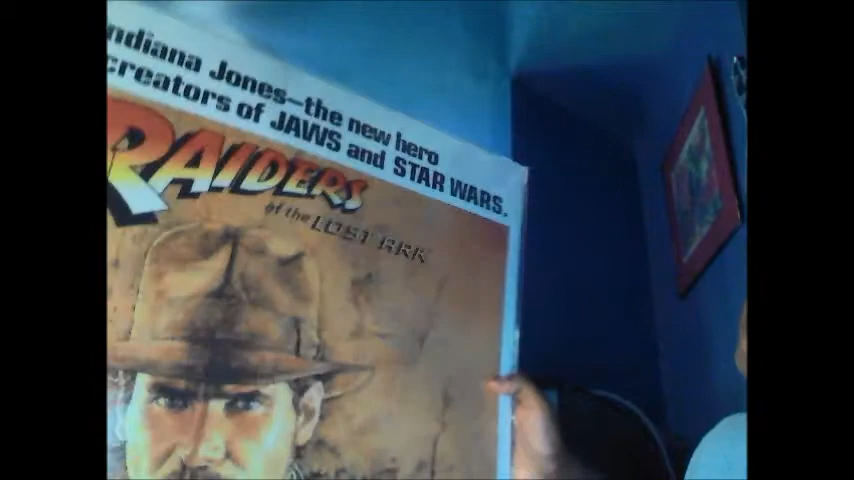 ndiana Jones—the new hero
creators of JAWS and STAR WARS.
RAIDERS
of the LOST ARK